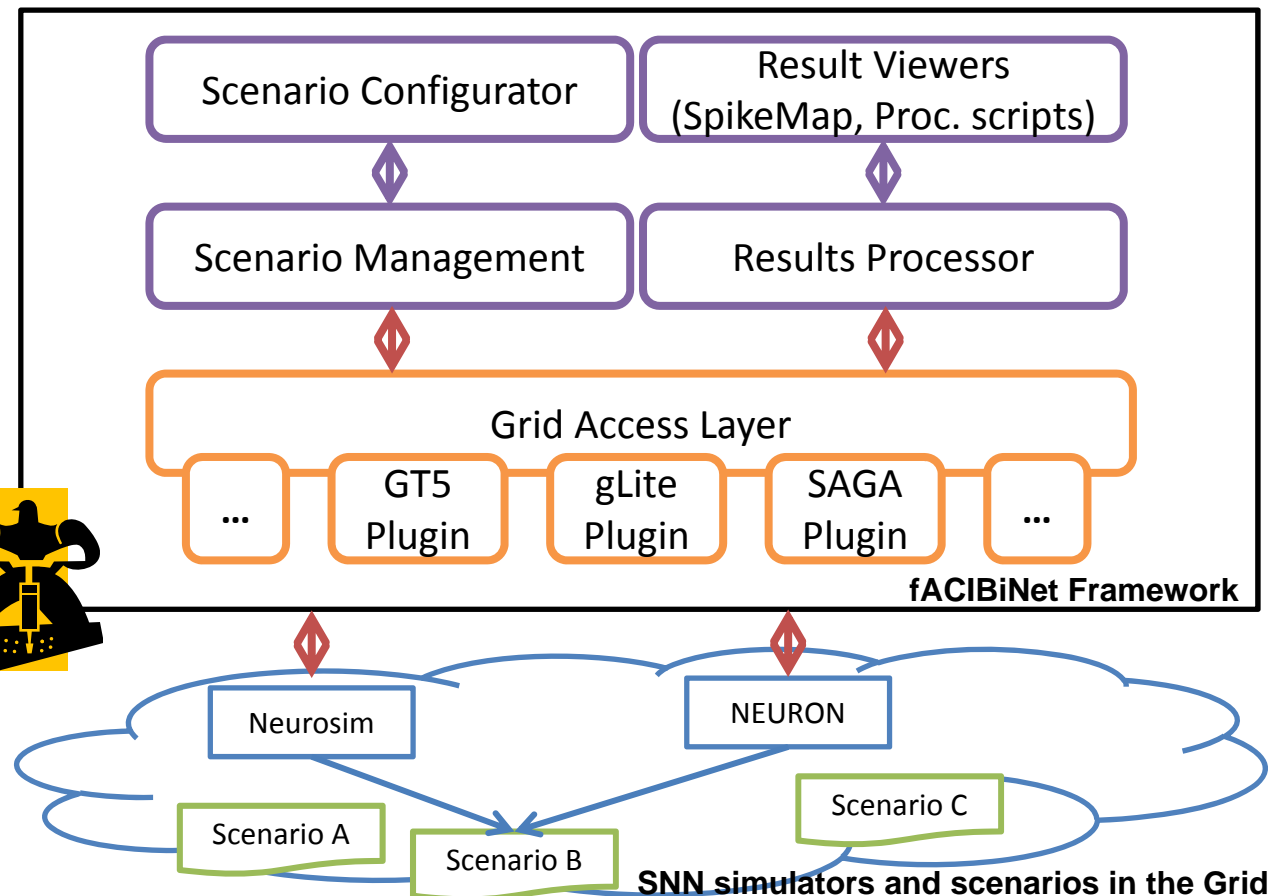 Scenario Configurator
Result Viewers
(SpikeMap, Proc. scripts)
Scenario Management
Results Processor
Grid Access Layer
...
GT5
Plugin
gLite
Plugin
SAGA
Plugin
...
fACIBiNet Framework
Neurosim
NEURON
Scenario A
Scenario B
Scenario C
SNN simulators and scenarios in the Grid